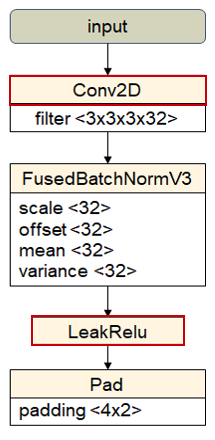 input
Conv2D
filter <3x3x3x32>
FusedBatchNormV3
scale <32>
offset <32>
mean <32>
variance <32>
LeakRelu
Pad
padding <4x2>